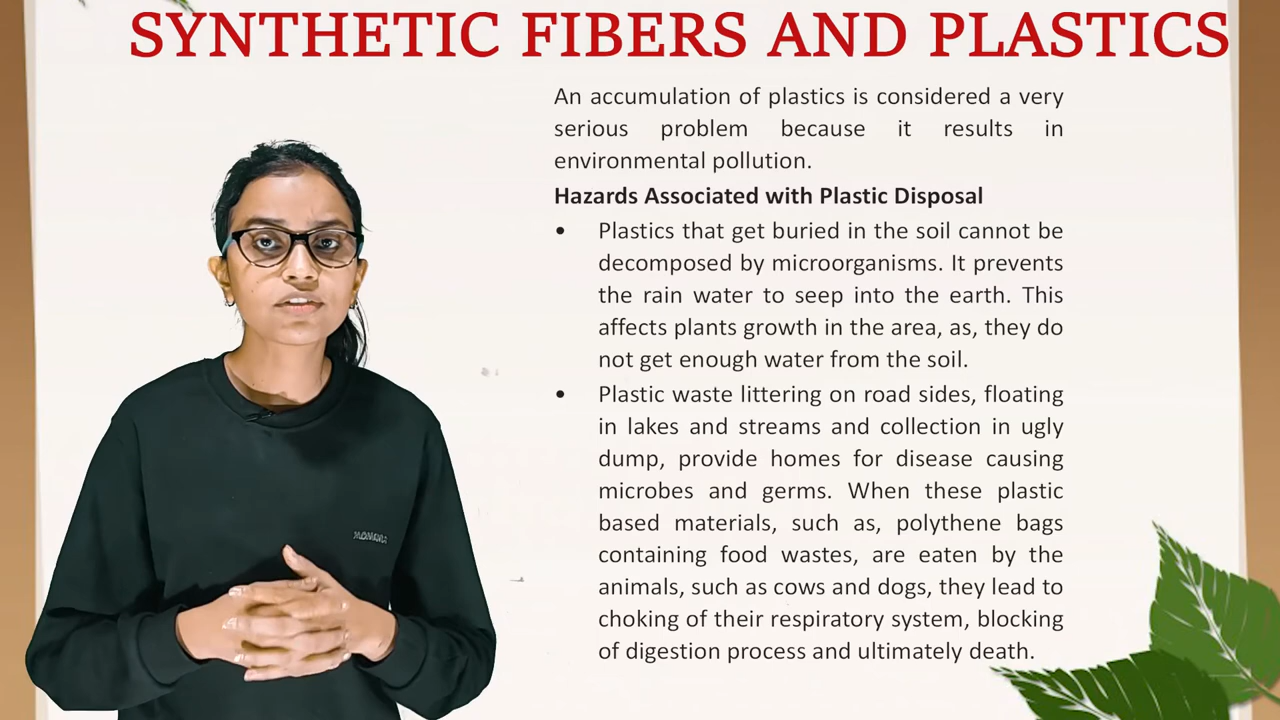 SYNTHETIC FIBERS AND PLASTICS
An accumulation of plastics is considered a very
serious problem because it results in
environmental pollution.
Hazards Associated with Plastic Disposal
• Plastics that get buried in the soil cannot be
decomposed by microorganisms. It prevents
the rain water to seep into the earth. This
affects plants growth in the area, as, they do
not get enough water from the soil.
• Plastic waste littering on road sides, floating
in lakes and streams and collection in ugly
dump, provide homes for disease causing
microbes and germs. When these plastic
based materials, such as, polythene bags
containing food wastes, are eaten by the
animals, such as cows and dogs, they lead to
choking of their respiratory system, blocking
of digestion process and ultimately death.